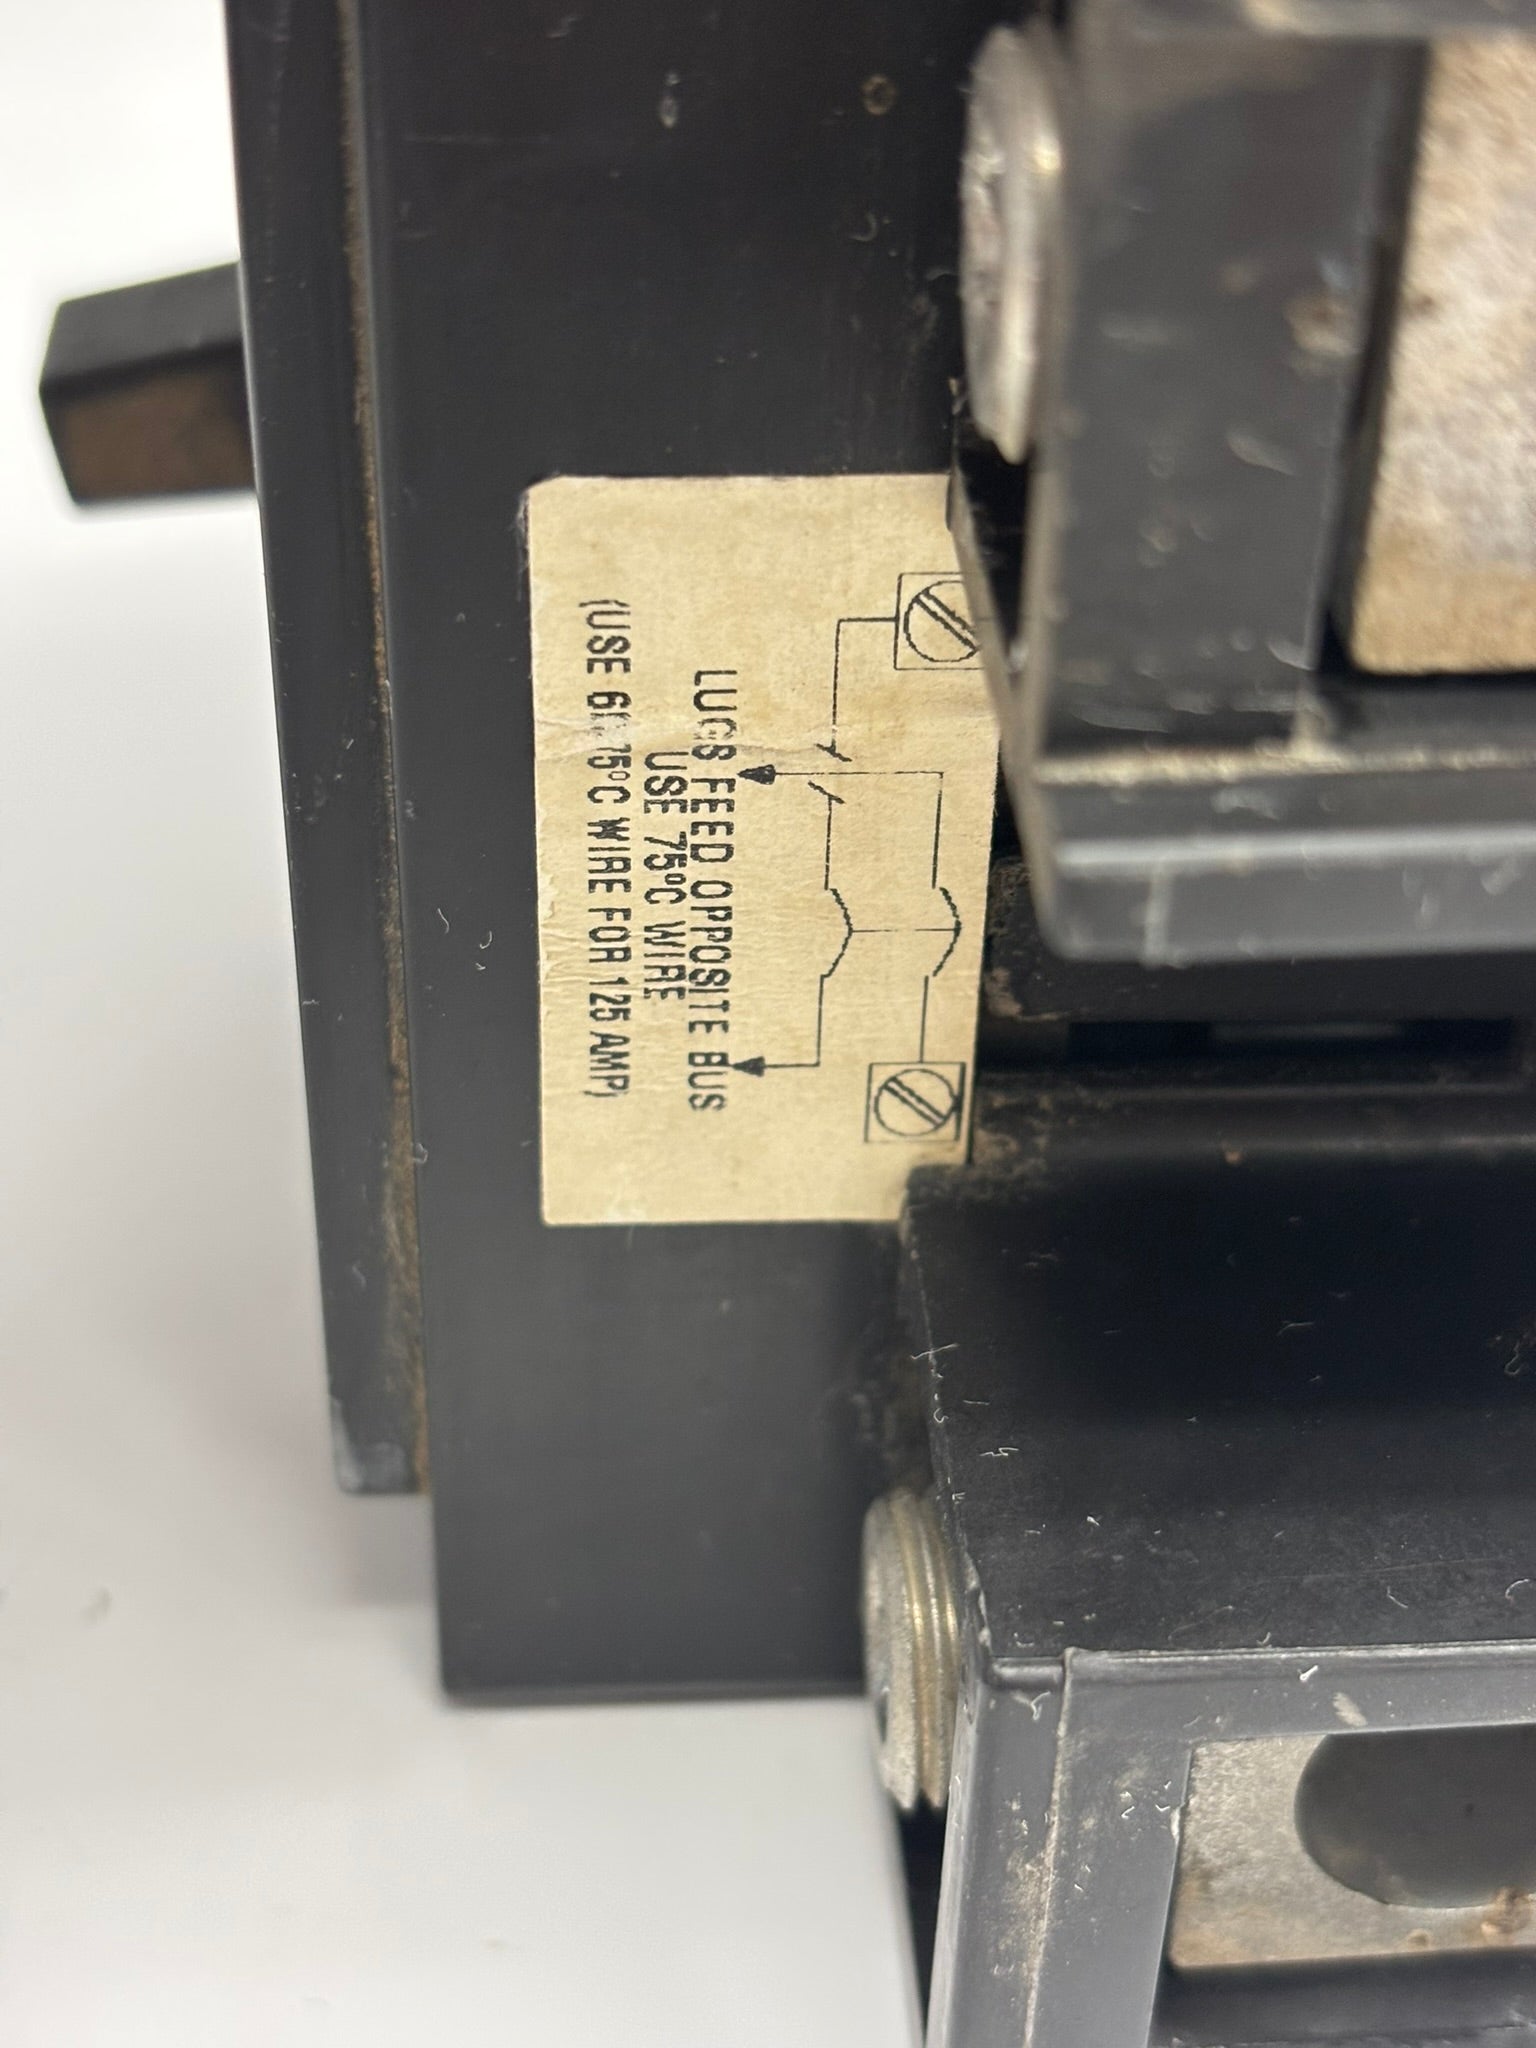 LUGS FEED OPPOSITE BUS
USE 75°C WIRE
(USE 75°C WIRE FOR 125 AMP)